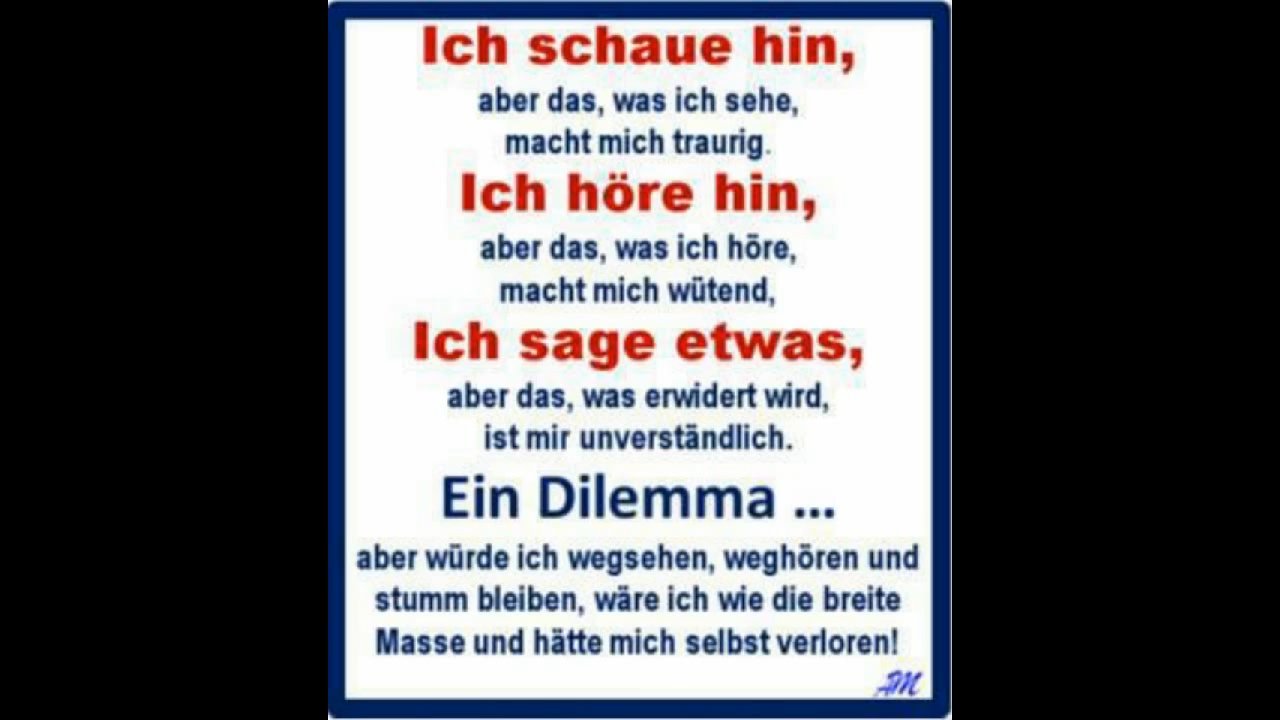 Ich schaue hin,
aber das, was ich sehe,
macht mich traurig.
Ich höre hin,
aber das, was ich höre,
macht mich wütend,
Ich sage etwas,
aber das, was erwidert wird,
ist mir unverständlich.
Ein Dilemma ...
aber würde ich wegsehen, weghören und
stumm bleiben, wäre ich wie die breite
Masse und hätte mich selbst verloren!
AM